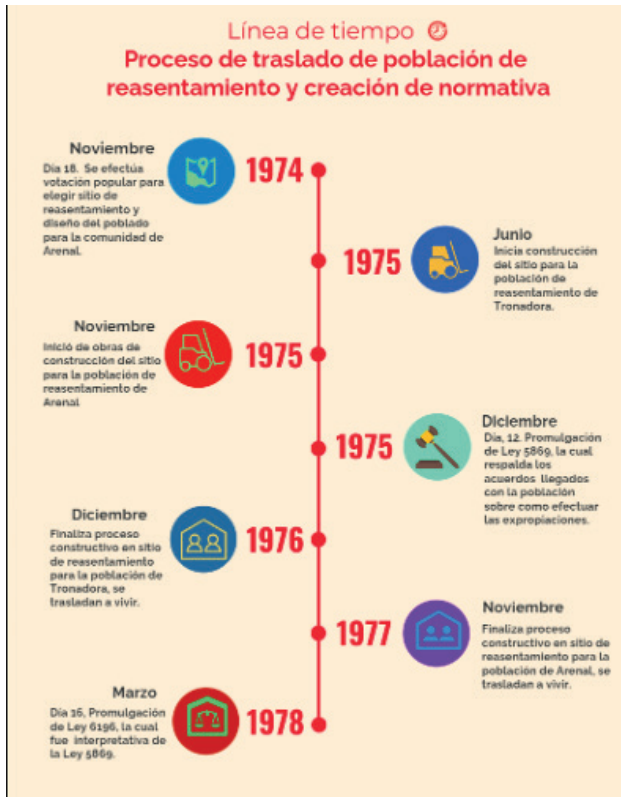 Línea de tiempo
Proceso de traslado de población de
reasentamiento y creación de normativa
Noviembre
Día 18. Se efectúa
votación popular para
elegir sitio de
reasentamiento y
diseño del poblado
para la comunidad de
Arenal.
1974
1975
Junio
Inicia construcción
del sitio para la
población de
reasentamiento de
Tronadora.
Noviembre
Inició de obras de
construcción del sitio
para la población de
reasentamiento de
Arenal
1975
1975
Diciembre
Día, 12. Promulgación
de Ley 5869, la cual
respalda los
acuerdos llegados
con la población
sobre como efectuar
las expropiaciones.
Diciembre
Finaliza proceso
constructivo en sitio
de reasentamiento
para la población de
Tronadora, se
trasladan a vivir.
1976
1977
Noviembre
Finaliza proceso
constructivo en sitio de
reasentamiento para la
población de Arenal, se
trasladan a vivir.
Marzo
Día 16, Promulgación
de Ley 6196, la cual
fue interpretativa de
la Ley 5869.
1978